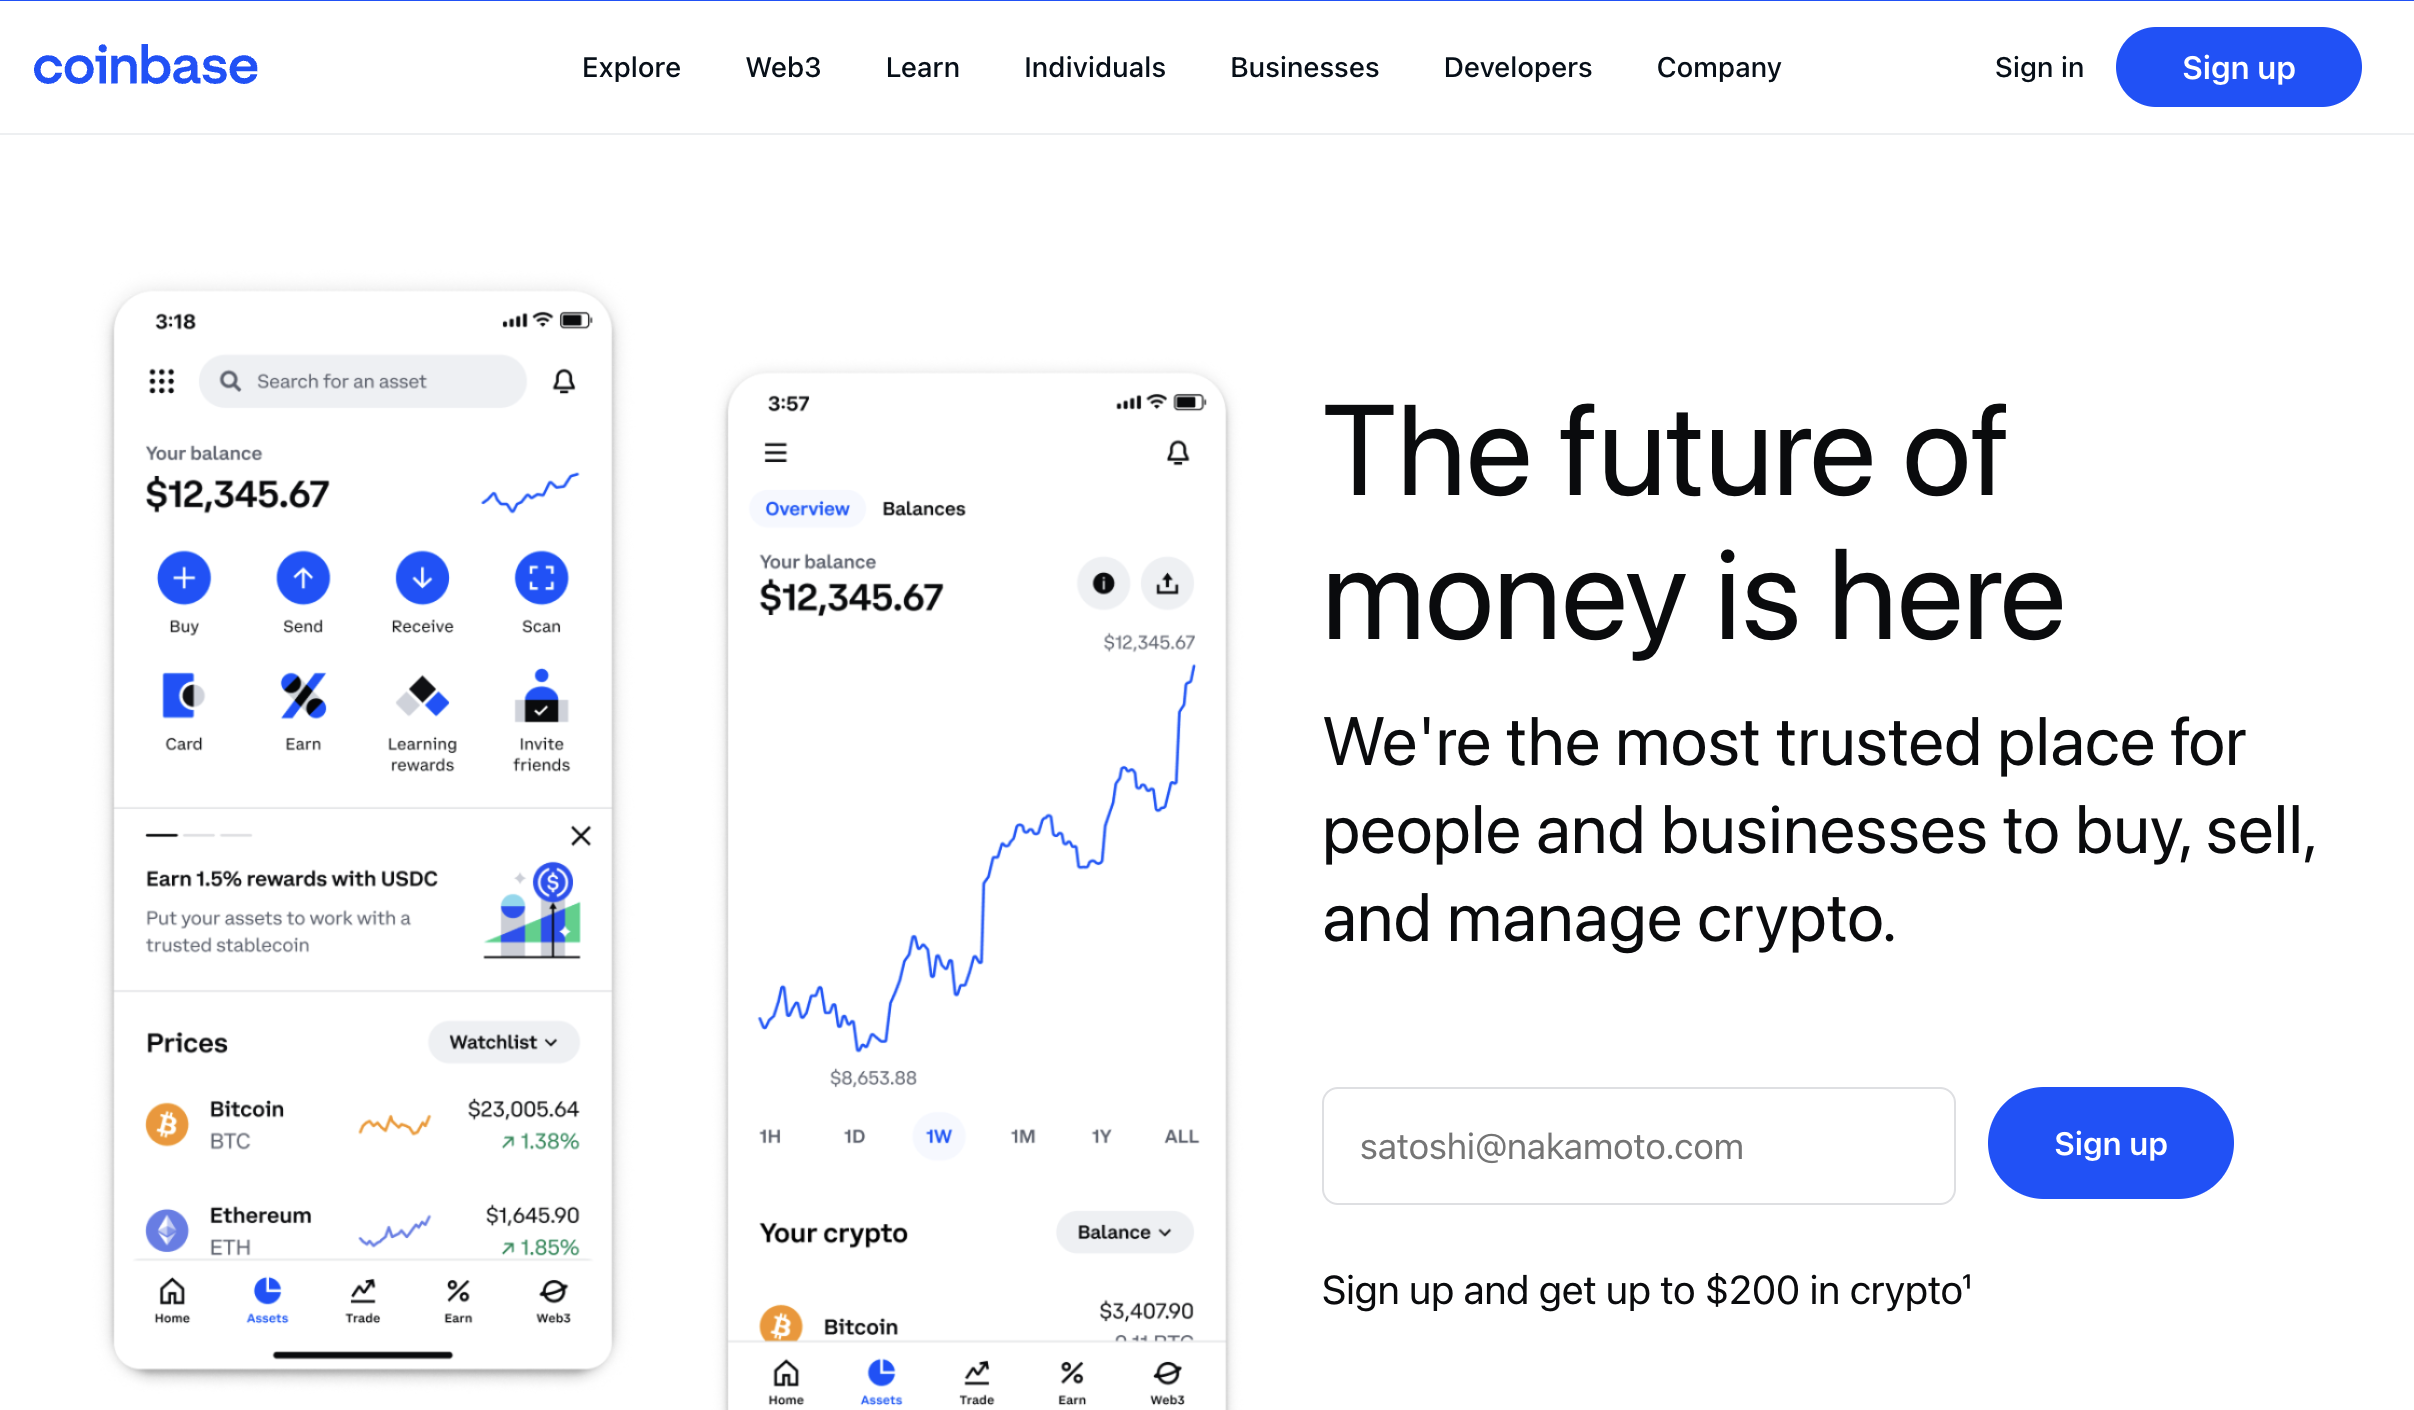 coinbase
Explore
Web3
Learn
Individuals
Businesses
Developers
Company
Sign in
Sign up
3:18
Search for an asset
Your balance
$12,345.67
Buy
Send
Receive
Scan
Card
Earn
Learning
rewards
Invite
friends
Earn 1.5% rewards with USDC
Put your assets to work with a
trusted stablecoin
Prices
Watchlist
Bitcoin
$23,005.64
BTC
↗ 1.38%
Ethereum
$1,645.90
ETH
↗ 1.85%
Home
Assets
Trade
Earn
Web3
3:57
Overview
Balances
Your balance
$12,345.67
$12,345.67
$8,653.88
1H
1D
1W
1M
1Y
ALL
Your crypto
Balance
Bitcoin
$3,407.90
Home
Assets
Trade
Earn
Web3
The future of
money is here
We're the most trusted place for
people and businesses to buy, sell,
and manage crypto.
satoshi@nakamoto.com
Sign up
Sign up and get up to $200 in crypto¹